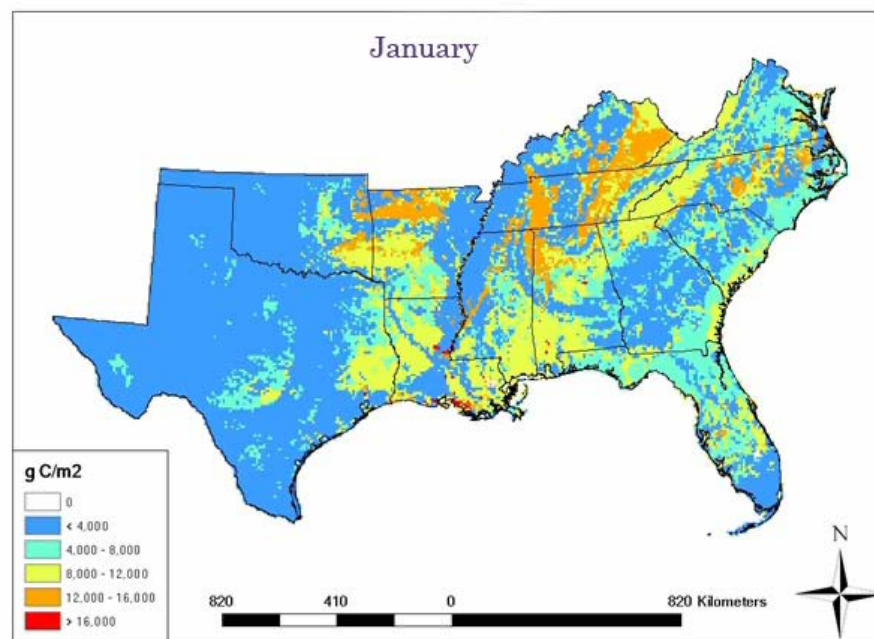 January
g C/m2
0
< 4,000
4,000 - 8,000
8,000 - 12,000
12,000 - 16,000
> 16,000
820 410 0 820 Kilometers
N